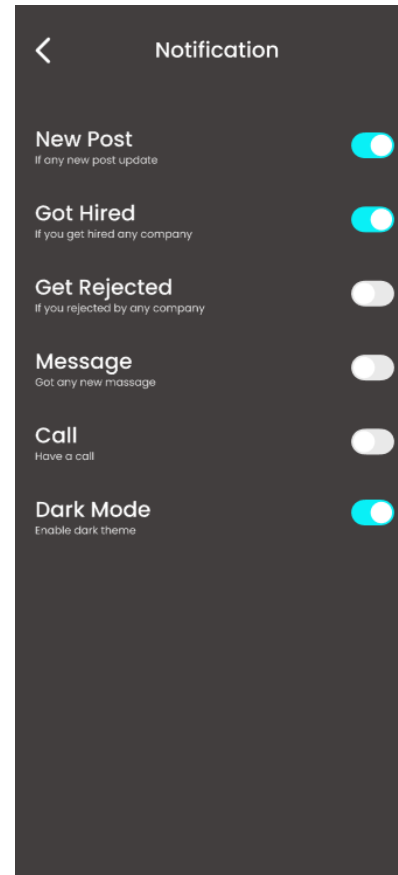 Notification
New Post
If any new post update
Got Hired
If you get hired any company
Get Rejected
If you rejected by any company
Message
Got any new massage
Call
Have a call
Dark Mode
Enable dark theme